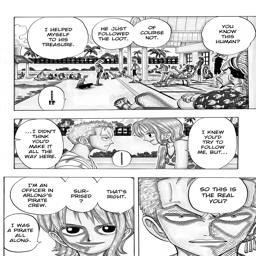 YOU KNOW
THIS
HUMAN?
OF
COURSE
NOT.
HE JUST
FOLLOWED
THE LOOT.
I HELPED
MYSELF
TO HIS
TREASURE.
I KNEW
YOU'D TRY
TO FOLLOW
ME, BUT...
...I DIDN'T
THINK
YOU'D
MAKE IT
ALL THE
WAY HERE.
SO THIS IS
THE REAL
YOU?
THAT'S
RIGHT.
SUR-
PRISED
?
I'M AN
OFFICER IN
ARLONG'S
PIRATE
CREW.
I WAS A
PIRATE ALL
ALONG.